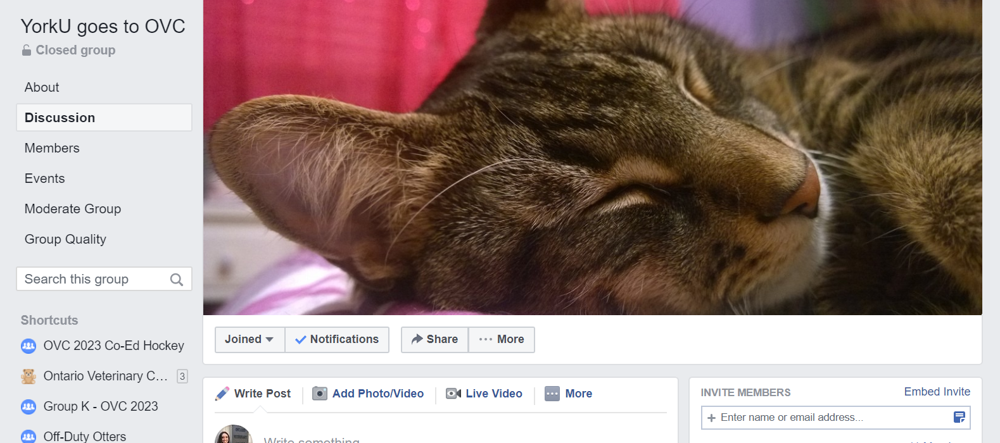 YorkU goes to OVC
Closed group
About
Discussion
Members
Events
Moderate Group
Group Quality
Search this group
Shortcuts
OVC 2023 Co-Ed Hockey
Ontario Veterinary C... 3
Group K - OVC 2023
Off-Duty Otters
Joined Notifications Share ··· More
Write Post Add Photo/Video Live Video More
Write something
INVITE MEMBERS Embed Invite
+ Enter name or email address...